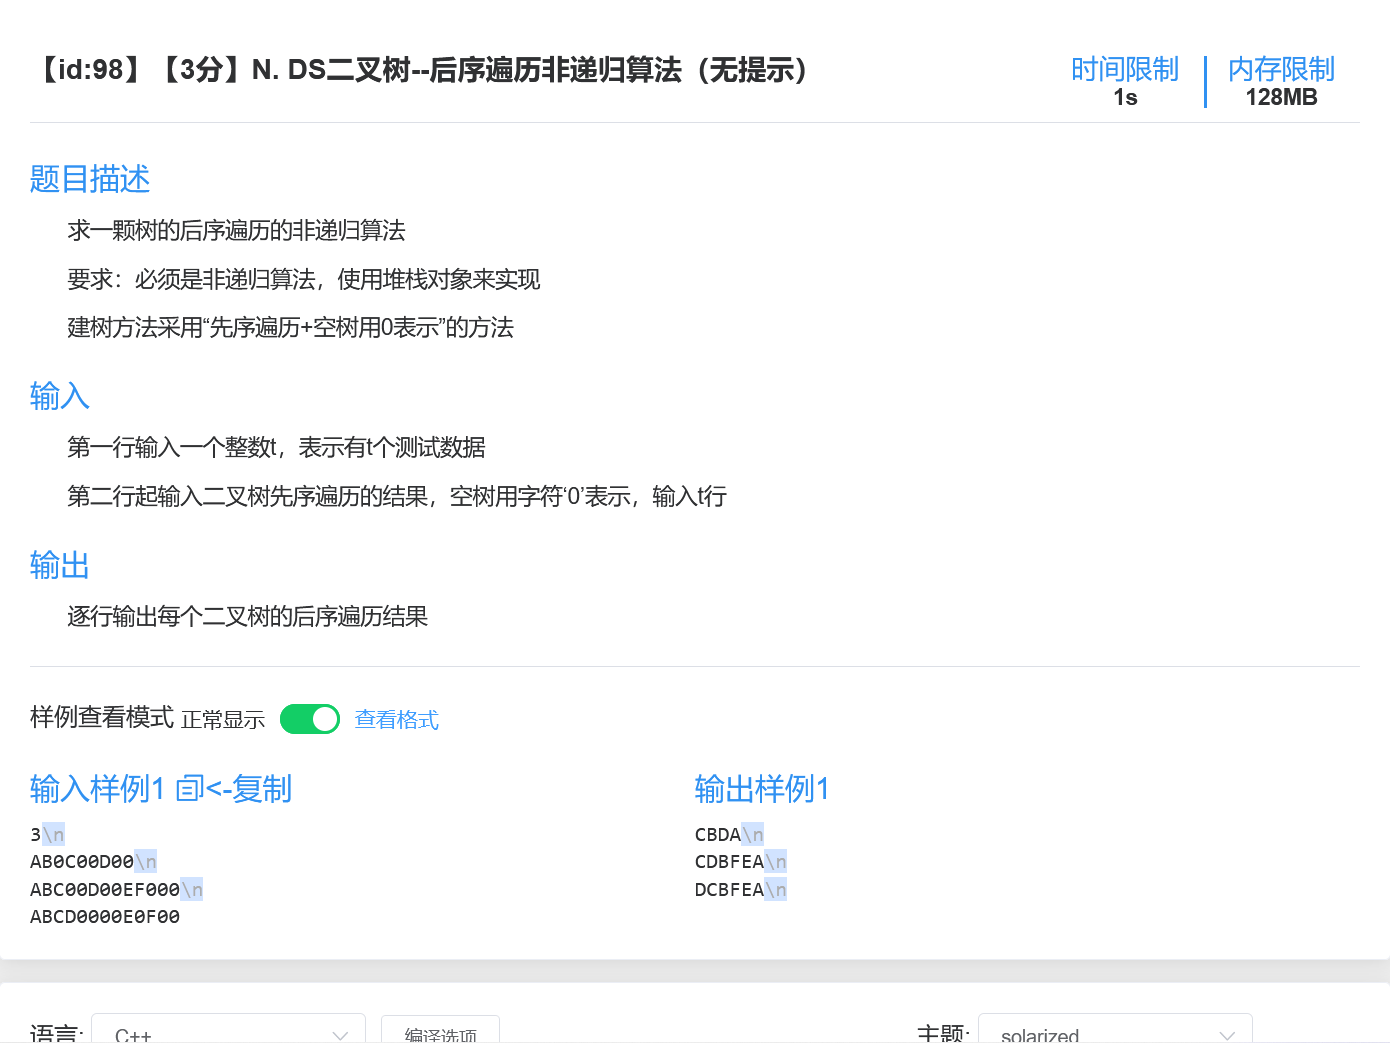 【id:98】【3分】N. DS二叉树--后序遍历非递归算法（无提示）
时间限制
1s
内存限制
128MB
题目描述
求一颗树的后序遍历的非递归算法
要求：必须是非递归算法，使用堆栈对象来实现
建树方法采用“先序遍历+空树用0表示”的方法
输入
第一行输入一个整数t，表示有t个测试数据
第二行起输入二叉树先序遍历的结果，空树用字符‘0’表示，输入t行
输出
逐行输出每个二叉树的后序遍历结果
样例查看模式 正常显示 查看格式
输入样例1 <-复制
3\n
AB0C00D00\n
ABC00D00EF000\n
ABCD0000E0F00
输出样例1
CBDA\n
CDBFEA\n
DCBFEA\n
语言: C++ 编译选项 主题: solarized